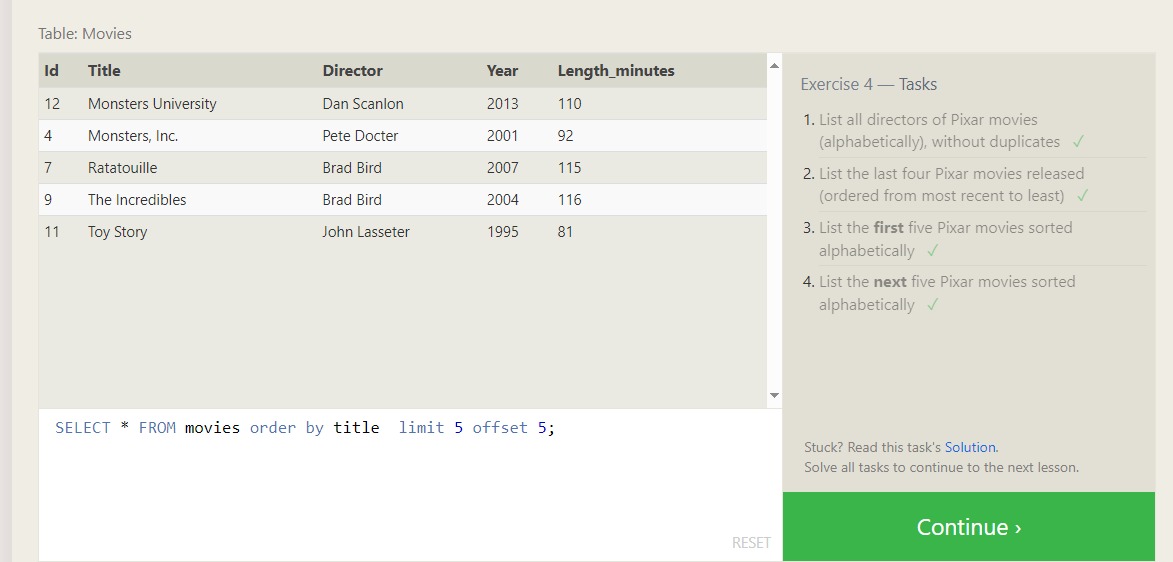 Table: Movies
Id Title Director Year Length_minutes
12 Monsters University Dan Scanlon 2013 110
4 Monsters, Inc. Pete Docter 2001 92
7 Ratatouille Brad Bird 2007 115
9 The Incredibles Brad Bird 2004 116
11 Toy Story John Lasseter 1995 81
SELECT * FROM movies order by title  limit 5 offset 5;
RESET
Exercise 4 — Tasks
1. List all directors of Pixar movies
(alphabetically), without duplicates ✓
2. List the last four Pixar movies released
(ordered from most recent to least) ✓
3. List the first five Pixar movies sorted
alphabetically ✓
4. List the next five Pixar movies sorted
alphabetically ✓
Stuck? Read this task's Solution.
Solve all tasks to continue to the next lesson.
Continue ›